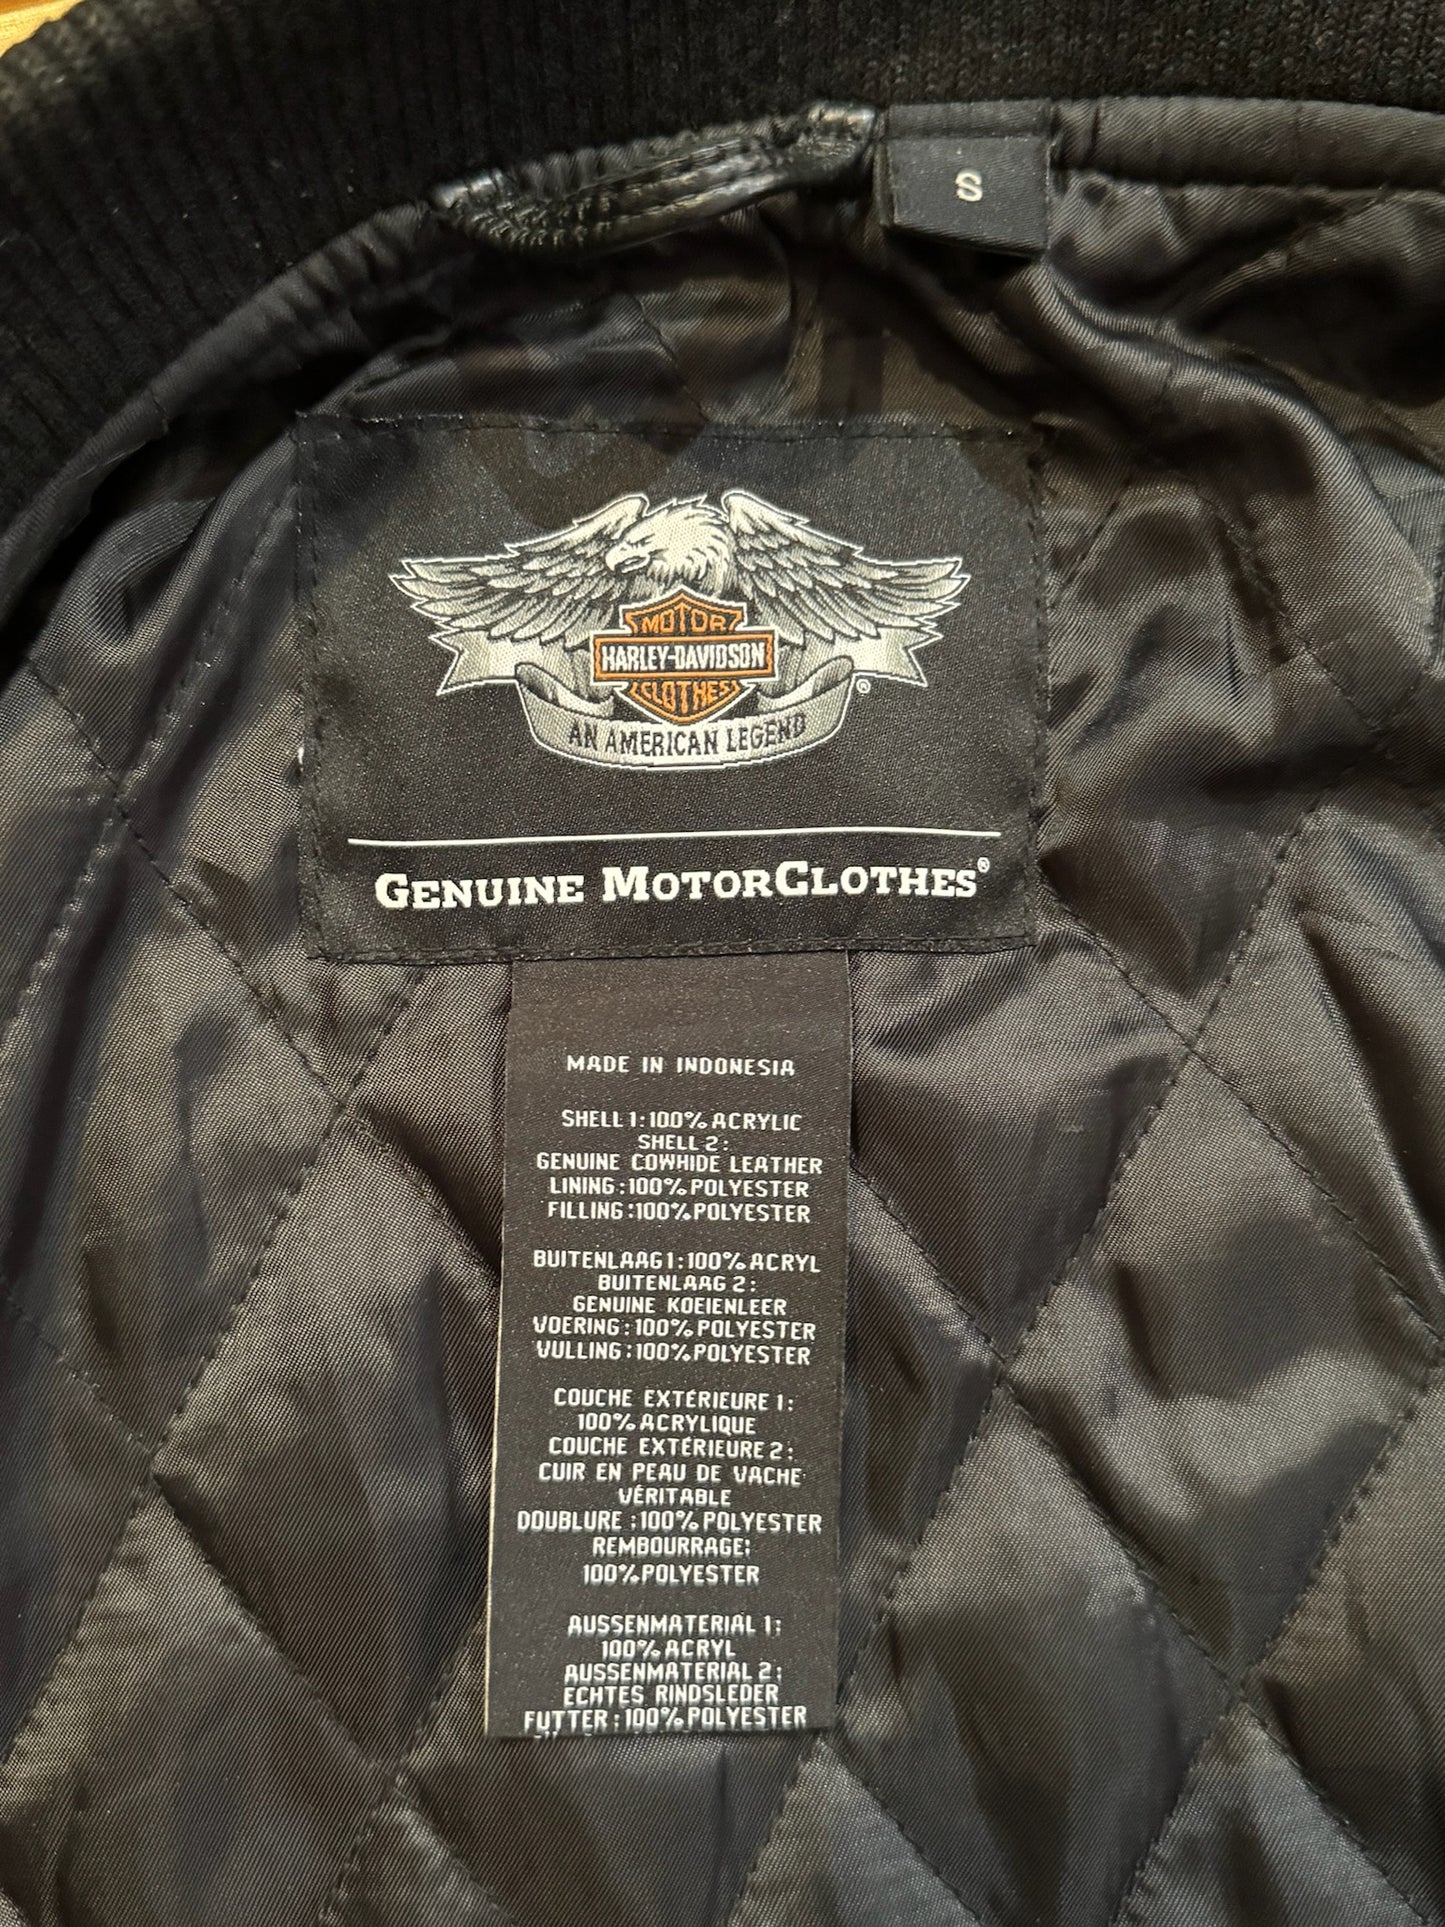 S
MOTOR
HARLEY-DAVIDSON
CLOTHES
®
AN AMERICAN LEGEND
GENUINE MOTORCLOTHES®
MADE IN INDONESIA
SHELL 1:100% ACRYLIC
SHELL 2:
GENUINE COWHIDE LEATHER
LINING:100% POLYESTER
FILLING:100% POLYESTER
BUITENLAAG 1:100% ACRYL
BUITENLAAG 2:
GENUINE KOEIENLEER
VOERING:100% POLYESTER
VULLING:100% POLYESTER
COUCHE EXTÉRIEURE 1:
100% ACRYLIQUE
COUCHE EXTÉRIEURE 2:
CUIR EN PEAU DE VACHE
VÉRITABLE
DOUBLURE :100% POLYESTER
REMBOURRAGE:
100% POLYESTER
AUSSENMATERIAL 1:
100% ACRYL
AUSSENMATERIAL 2:
ECHTES RINDSLEDER
FUTTER:100% POLYESTER